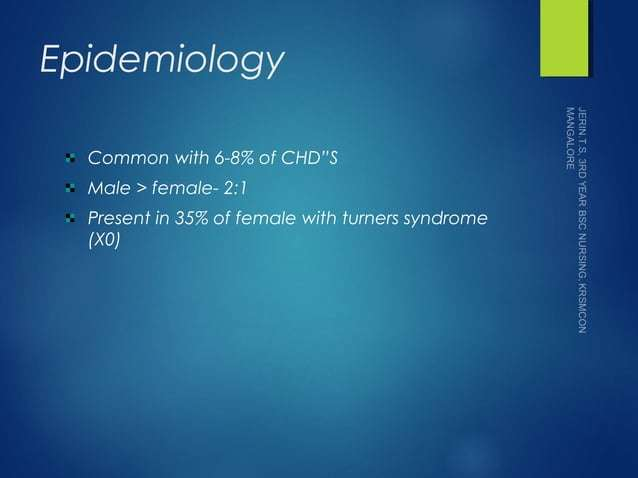 Epidemiology
Common with 6-8% of CHD"S
Male > female- 2:1
Present in 35% of female with turners syndrome
(X0)
JERIN T.S, 3RD YEAR BSC NURSING, KRSMCON
MANGALORE